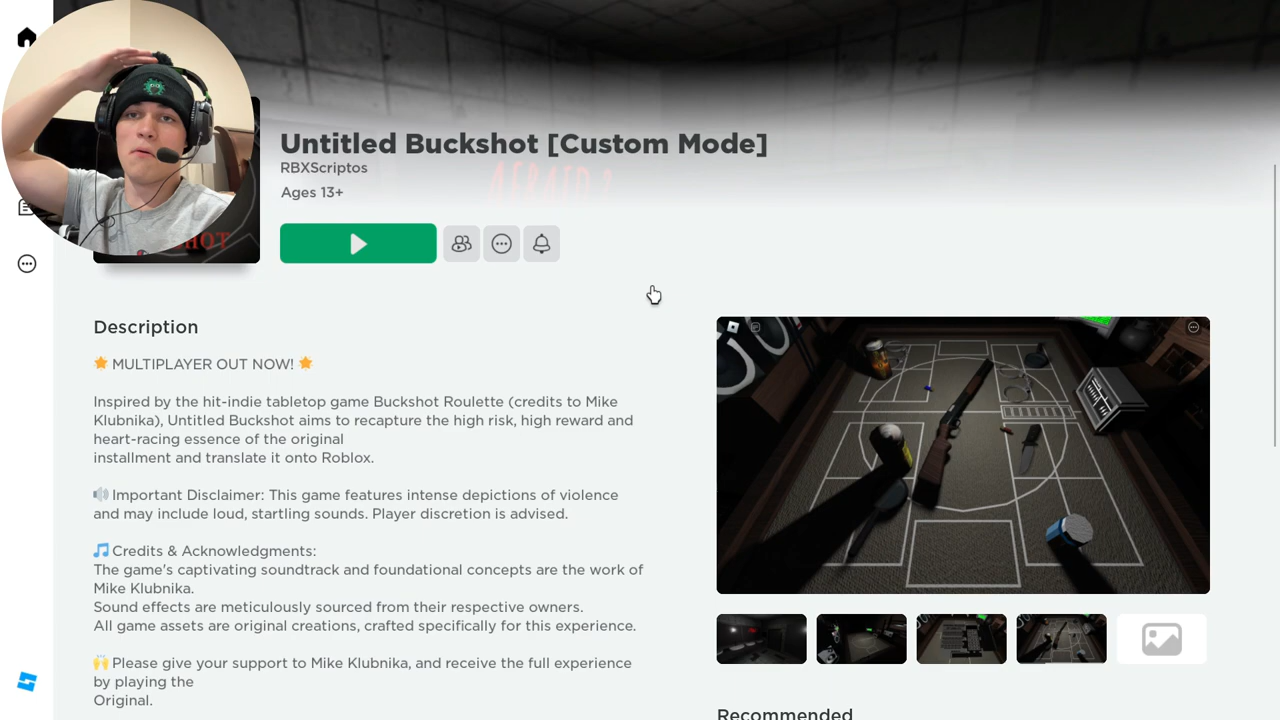 Untitled Buckshot [Custom Mode]
RBXScriptos
Ages 13+
Description
🌟 MULTIPLAYER OUT NOW! 🌟
Inspired by the hit-indie tabletop game Buckshot Roulette (credits to Mike
Klubnika), Untitled Buckshot aims to recapture the high risk, high reward and
heart-racing essence of the original
installment and translate it onto Roblox.
🔊 Important Disclaimer: This game features intense depictions of violence
and may include loud, startling sounds. Player discretion is advised.
🎵 Credits & Acknowledgments:
The game's captivating soundtrack and foundational concepts are the work of
Mike Klubnika.
Sound effects are meticulously sourced from their respective owners.
All game assets are original creations, crafted specifically for this experience.
🙌 Please give your support to Mike Klubnika, and receive the full experience
by playing the
Original.
Recommended